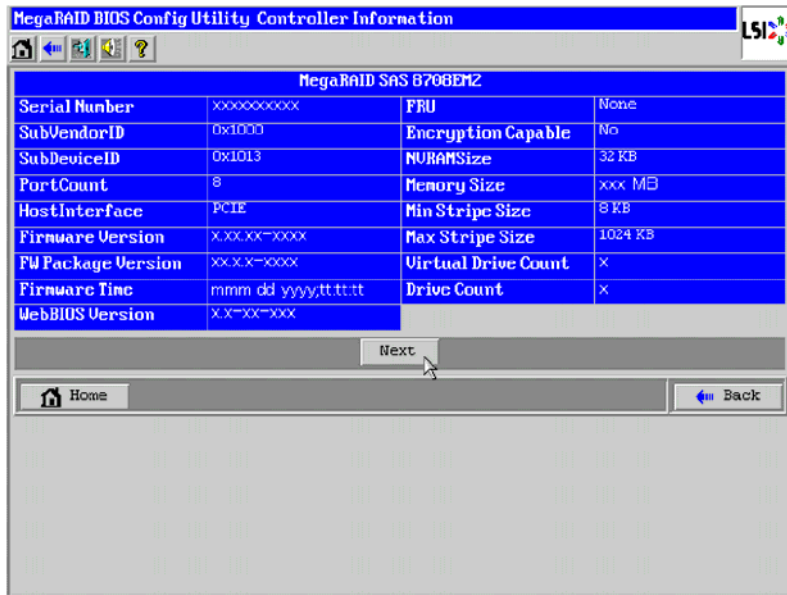 MegaRAID BIOS Config Utility Controller Information
LSI
MegaRAID SAS 8708EM2
Serial Number xxxxxxxxxx FRU None
SubVendorID 0x1000 Encryption Capable No
SubDeviceID 0x1013 NVRAMSize 32 KB
PortCount 8 Memory Size xxx MB
HostInterface PCIE Min Stripe Size 8 KB
Firmware Version x.xx.xx-xxxx Max Stripe Size 1024 KB
FW Package Version xx.x.x-xxxx Virtual Drive Count x
Firmware Time mmm dd yyyy;tt:tt:tt Drive Count x
WebBIOS Version x.x-xx-xxx
Next
Home Back